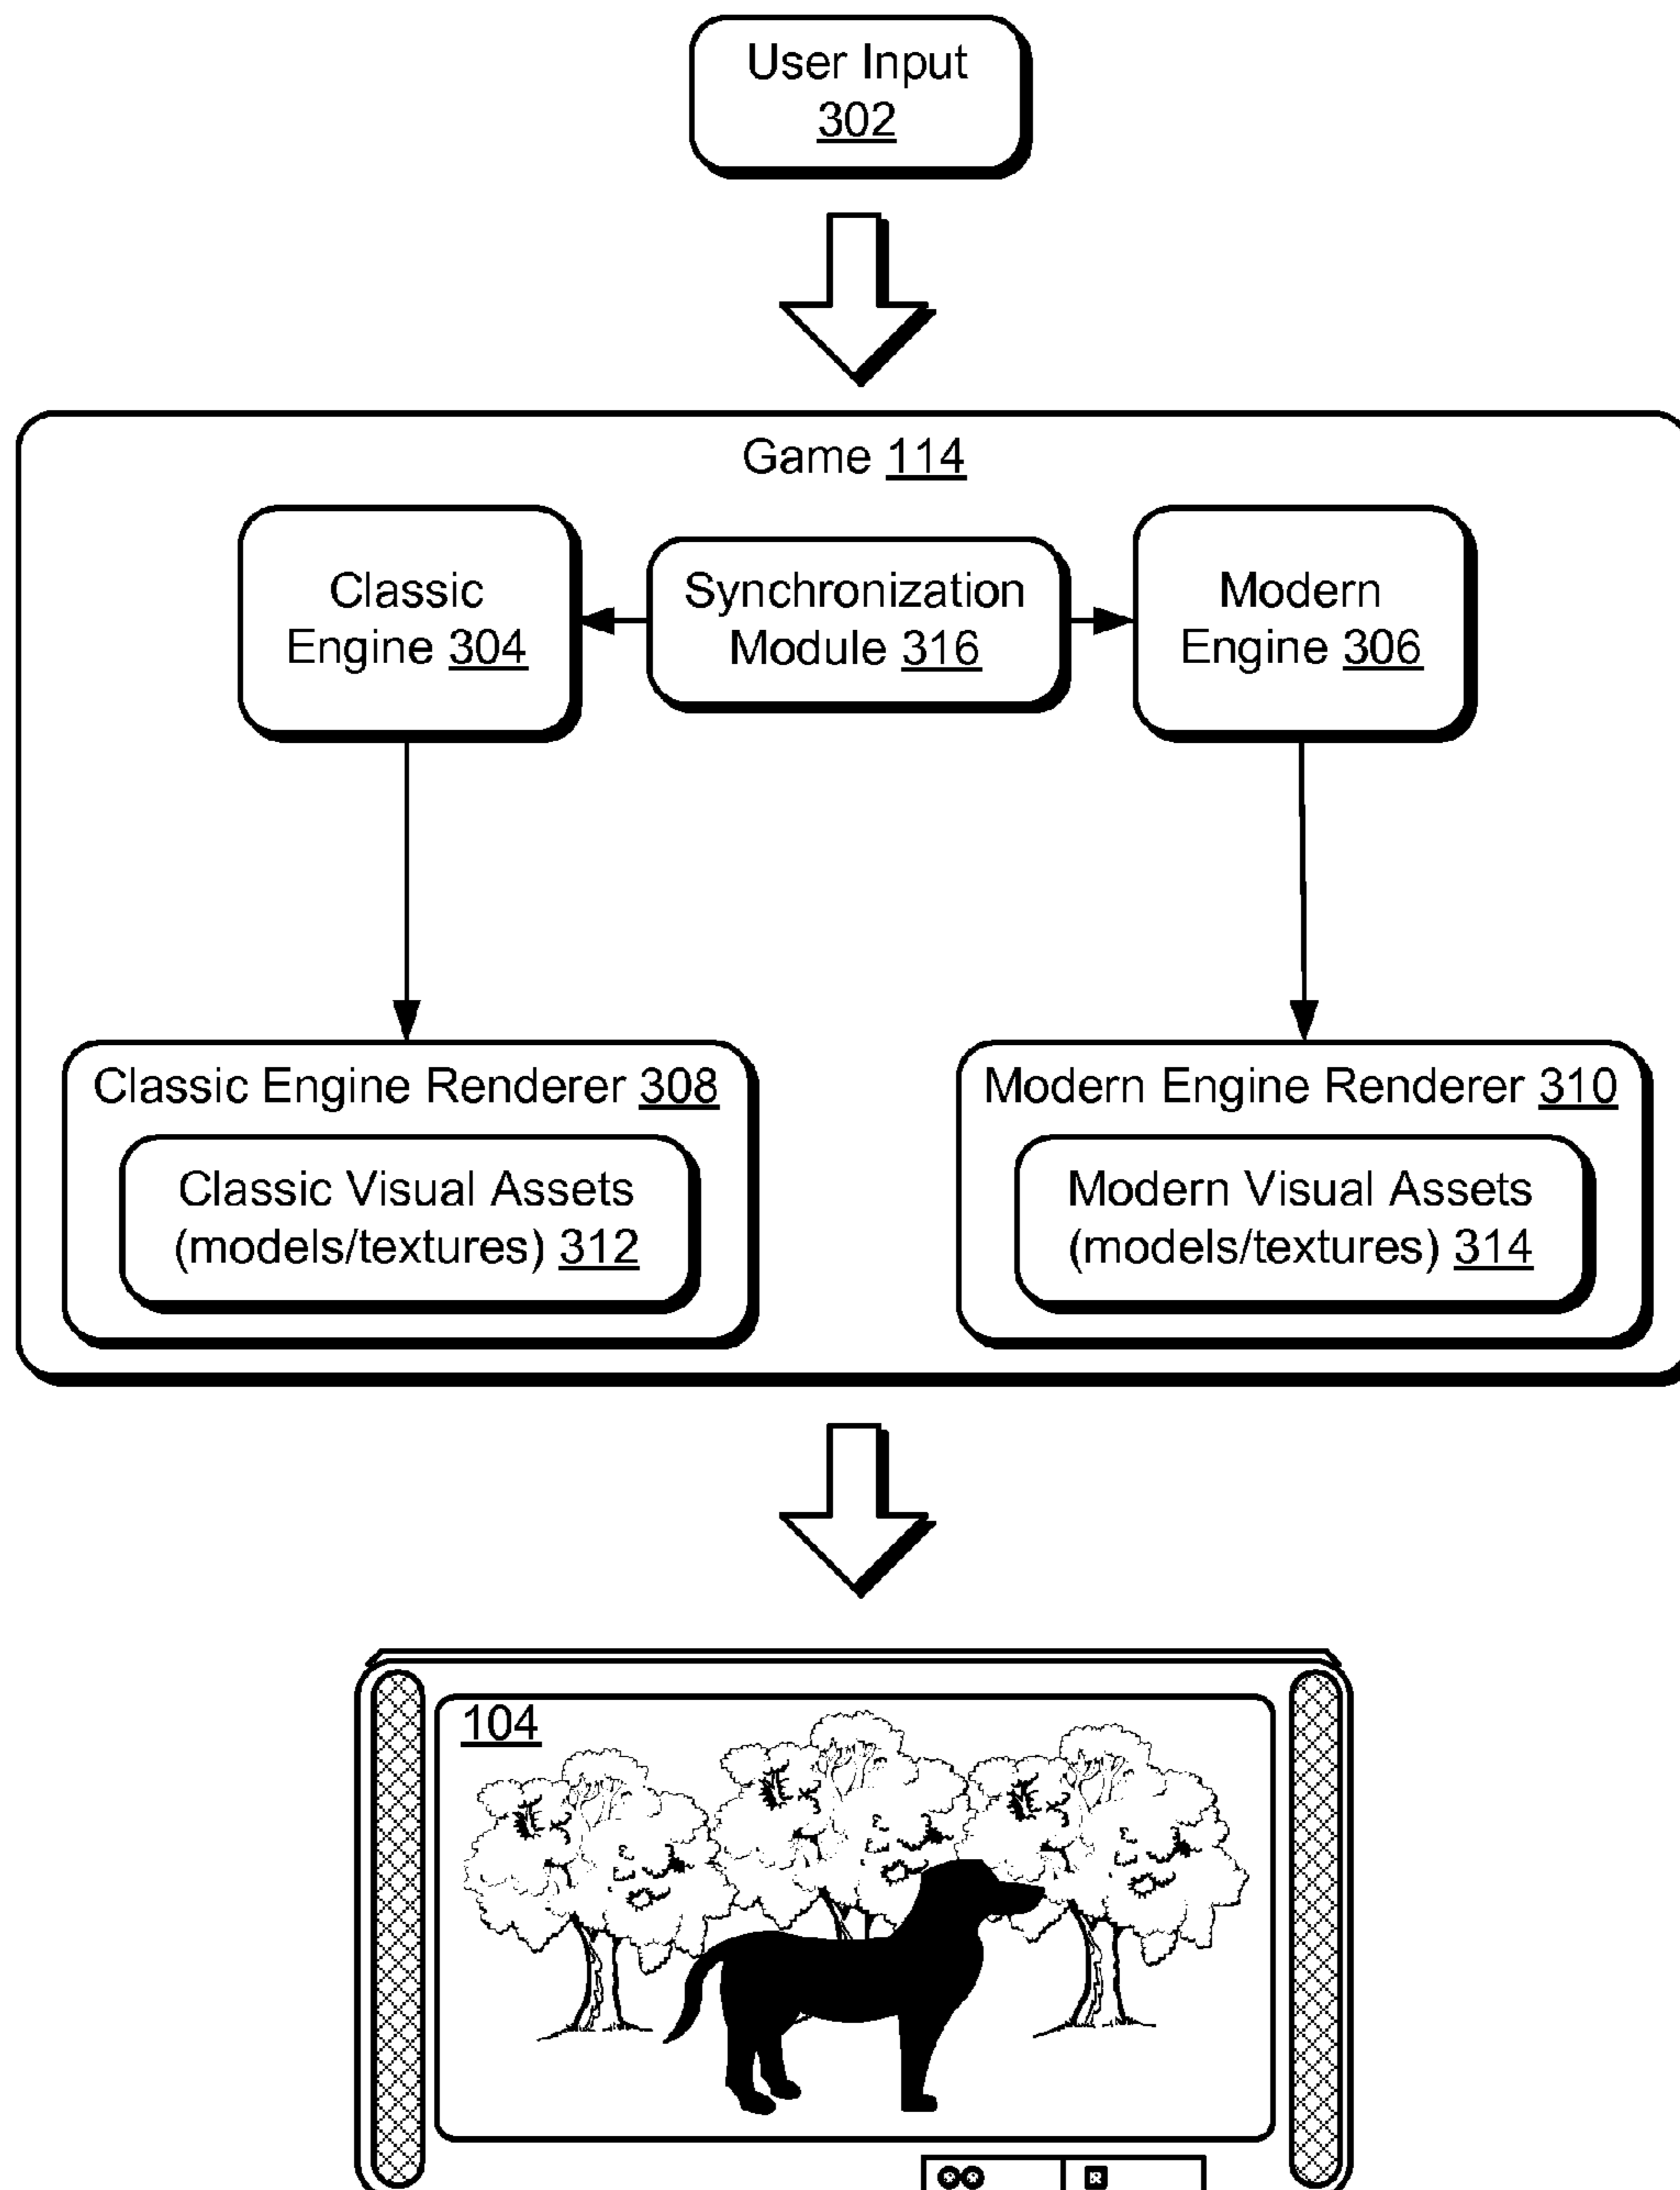 User Input
302
Game 114
Classic
Engine 304
Synchronization
Module 316
Modern
Engine 306
Classic Engine Renderer 308
Classic Visual Assets
(models/textures) 312
Modern Engine Renderer 310
Modern Visual Assets
(models/textures) 314
104
R